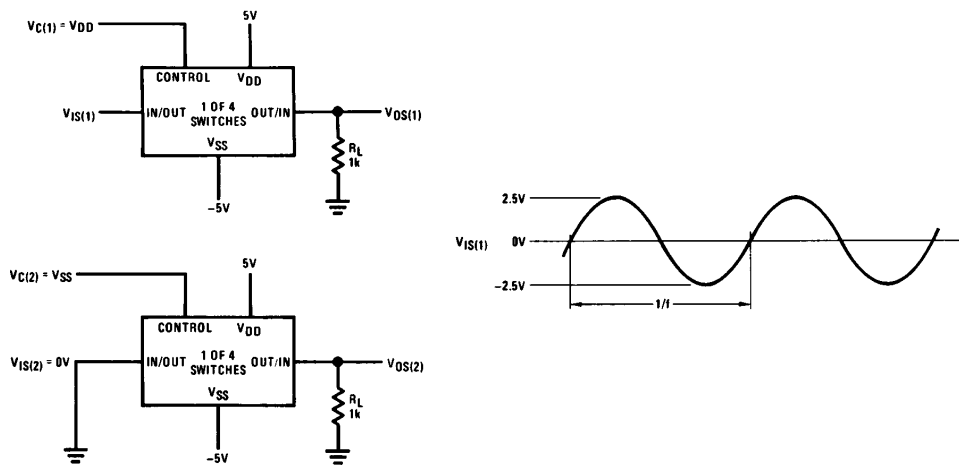 VC(1) = VDD
5V
CONTROL
VDD
VIS(1)
IN/OUT
1 OF 4
SWITCHES
OUT/IN
VOS(1)
VSS
RL
1k
−5V
VC(2) = VSS
5V
CONTROL
VDD
VIS(2) = 0V
IN/OUT
1 OF 4
SWITCHES
OUT/IN
VOS(2)
VSS
RL
1k
−5V
2.5V
VIS(1)
0V
−2.5V
1/f